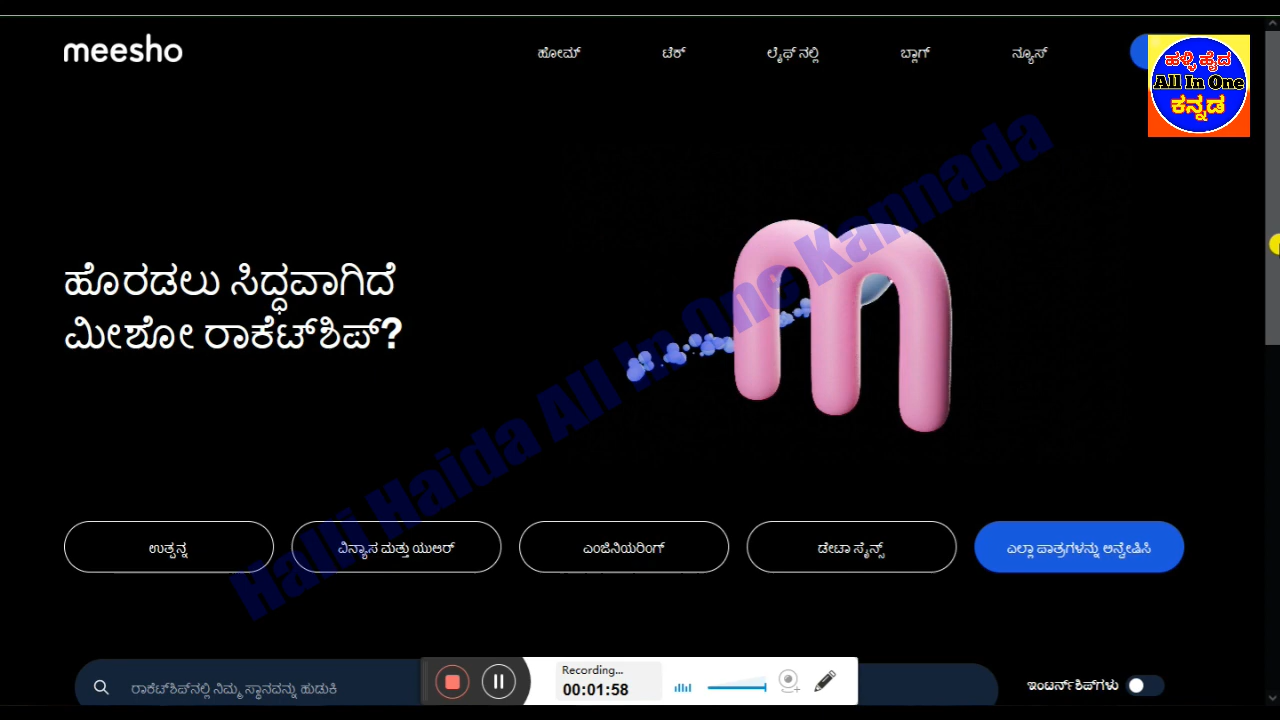 meesho
ಹೋಮ್
ಟೆಕ್
ಲೈಫ್ ನಲ್ಲಿ
ಬ್ಲಾಗ್
ನ್ಯೂಸ್
ಹಳ್ಳಿ ಹೈದ
All In One
ಕನ್ನಡ
ಹೊರಡಲು ಸಿದ್ಧವಾಗಿದೆ
ಮೀಶೋ ರಾಕೆಟ್‌ಶಿಪ್?
Halli Haida All In One Kannada
ಉತ್ಪನ್ನ
ವಿನ್ಯಾಸ ಮತ್ತು ಯುಆರ್
ಎಂಜಿನಿಯರಿಂಗ್
ಡೇಟಾ ಸೈನ್ಸ್
ಎಲ್ಲಾ ಪಾತ್ರಗಳನ್ನು ಅನ್ವೇಷಿಸಿ
ರಾಕೆಟ್‌ಶಿಪ್‌ನಲ್ಲಿ ನಿಮ್ಮ ಸ್ಥಾನವನ್ನು ಹುಡುಕಿ
Recording...
00:01:58
ಇಂಟರ್ನ್‌ಶಿಪ್‌ಗಳು